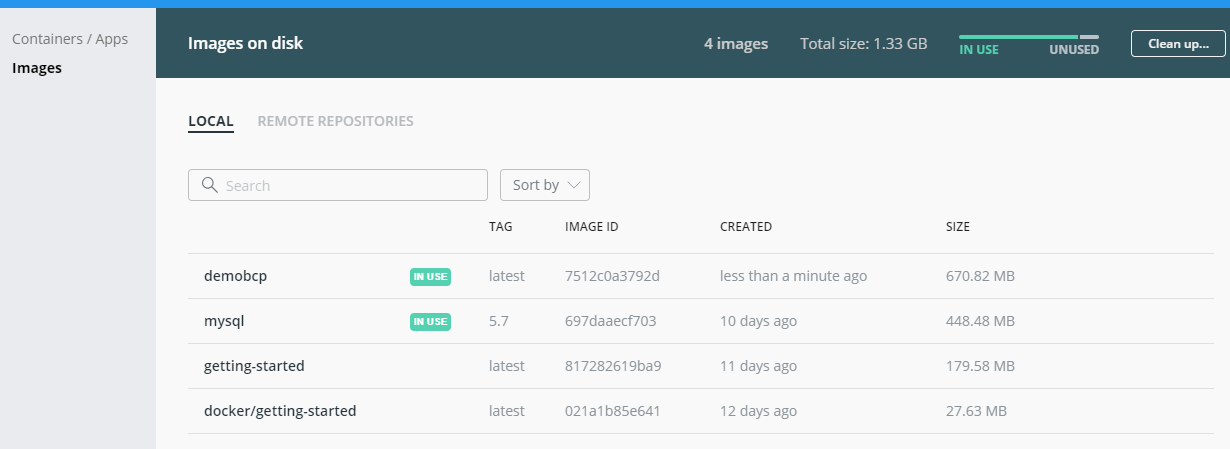 Containers / Apps
Images
Images on disk
4 images
Total size: 1.33 GB
IN USE
UNUSED
Clean up...
LOCAL
REMOTE REPOSITORIES
Search
Sort by
TAG IMAGE ID CREATED SIZE
demobcp IN USE latest 7512c0a3792d less than a minute ago 670.82 MB
mysql IN USE 5.7 697daaecf703 10 days ago 448.48 MB
getting-started latest 817282619ba9 11 days ago 179.58 MB
docker/getting-started latest 021a1b85e641 12 days ago 27.63 MB